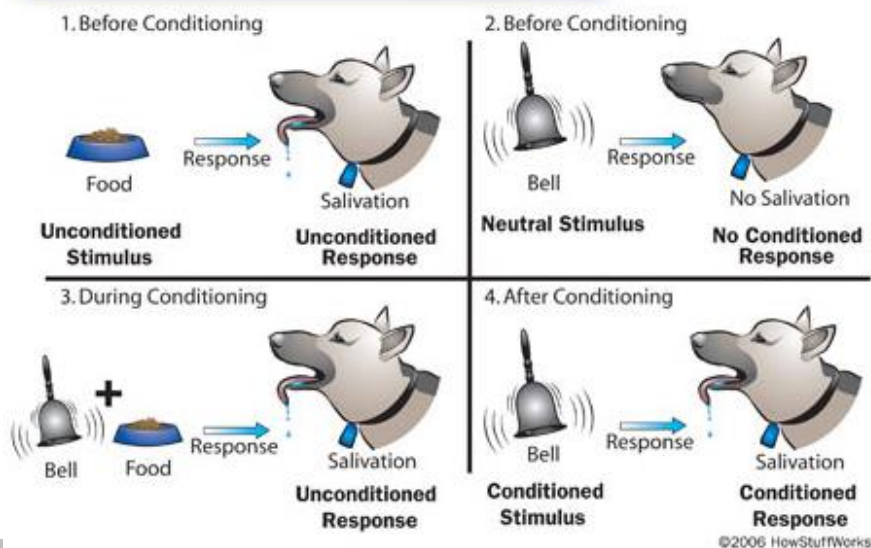 1. Before Conditioning
Food
Response
Salivation
Unconditioned
Stimulus
Unconditioned
Response
2. Before Conditioning
Bell
Response
No Salivation
Neutral Stimulus
No Conditioned
Response
3. During Conditioning
+
Bell
Food
Response
Salivation
Unconditioned
Response
4. After Conditioning
Bell
Response
Salivation
Conditioned
Stimulus
Conditioned
Response
©2006 HowStuffWorks